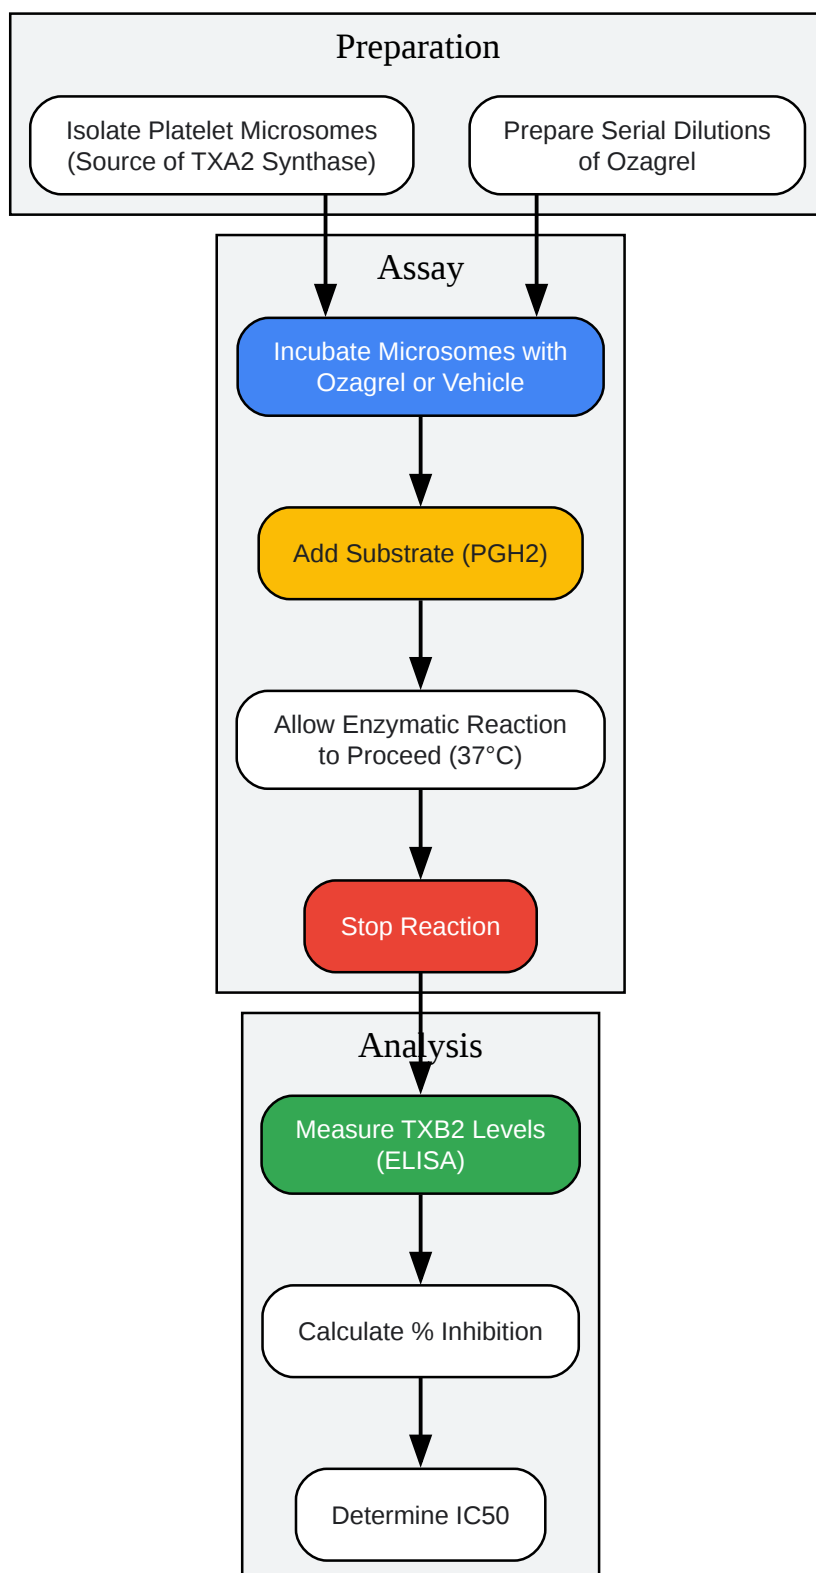 Preparation
Isolate Platelet Microsomes
(Source of TXA2 Synthase)
Prepare Serial Dilutions
of Ozagrel
Assay
Incubate Microsomes with
Ozagrel or Vehicle
Add Substrate (PGH2)
Allow Enzymatic Reaction
to Proceed (37°C)
Stop Reaction
Analysis
Measure TXB2 Levels
(ELISA)
Calculate % Inhibition
Determine IC50